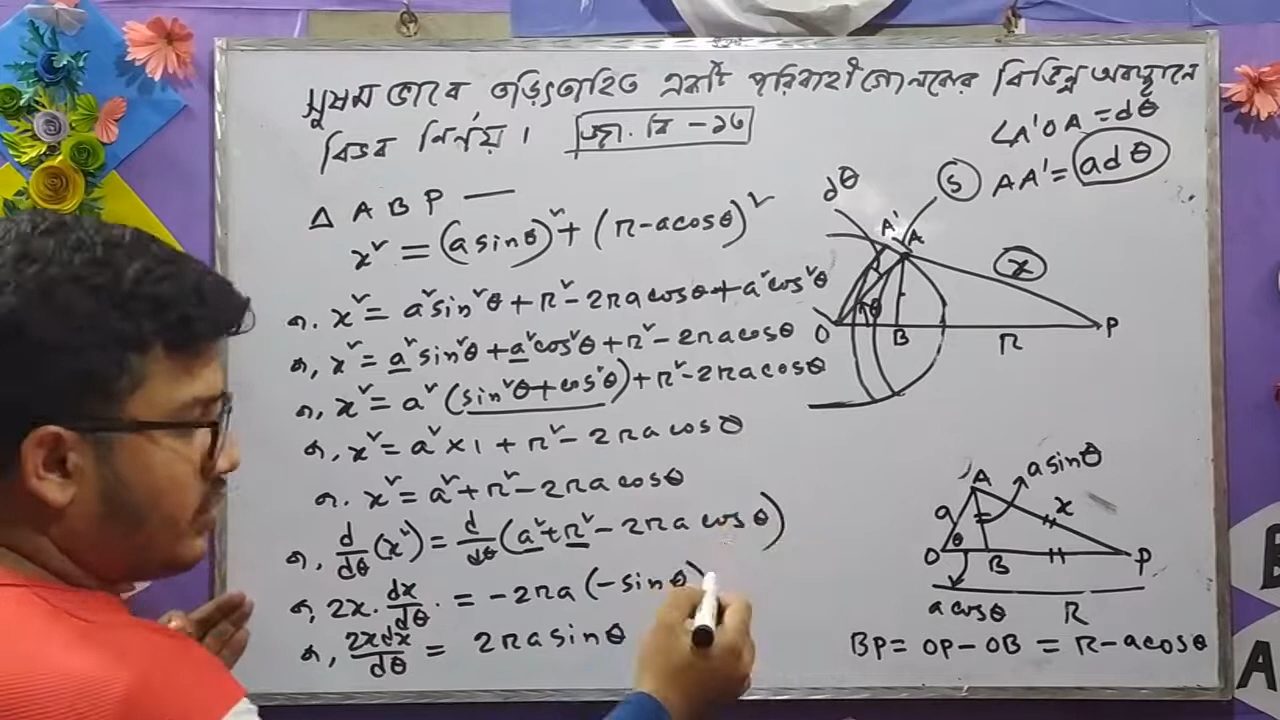 সুষমভাবে তড়িৎতাহিত একটি পরিবাহী গোলকের বিভিন্ন অবস্থানে
বিভব নির্ণয়।
∠A'OA = dθ
AA' = adθ
Δ ABP —
x² = (a sinθ)² + (r - a cosθ)²
বা, x² = a² sin²θ + r² - 2ra cosθ + a² cos²θ
বা, x² = a² sin²θ + a² cos²θ + r² - 2ra cosθ
বা, x² = a² (sin²θ + cos²θ) + r² - 2ra cosθ
বা, x² = a² × 1 + r² - 2ra cosθ
বা, x² = a² + r² - 2ra cosθ
বা, d/dθ (x²) = d/dθ (a² + r² - 2ra cosθ)
বা, 2x · dx/dθ · = -2ra (-sinθ)
বা, 2xdx/dθ = 2ra sinθ
dθ
S
A'
A
x
θ
O
B
r
P
A
a sinθ
a
x
θ
O
B
P
a cosθ
R
BP = OP - OB = r - a cosθ